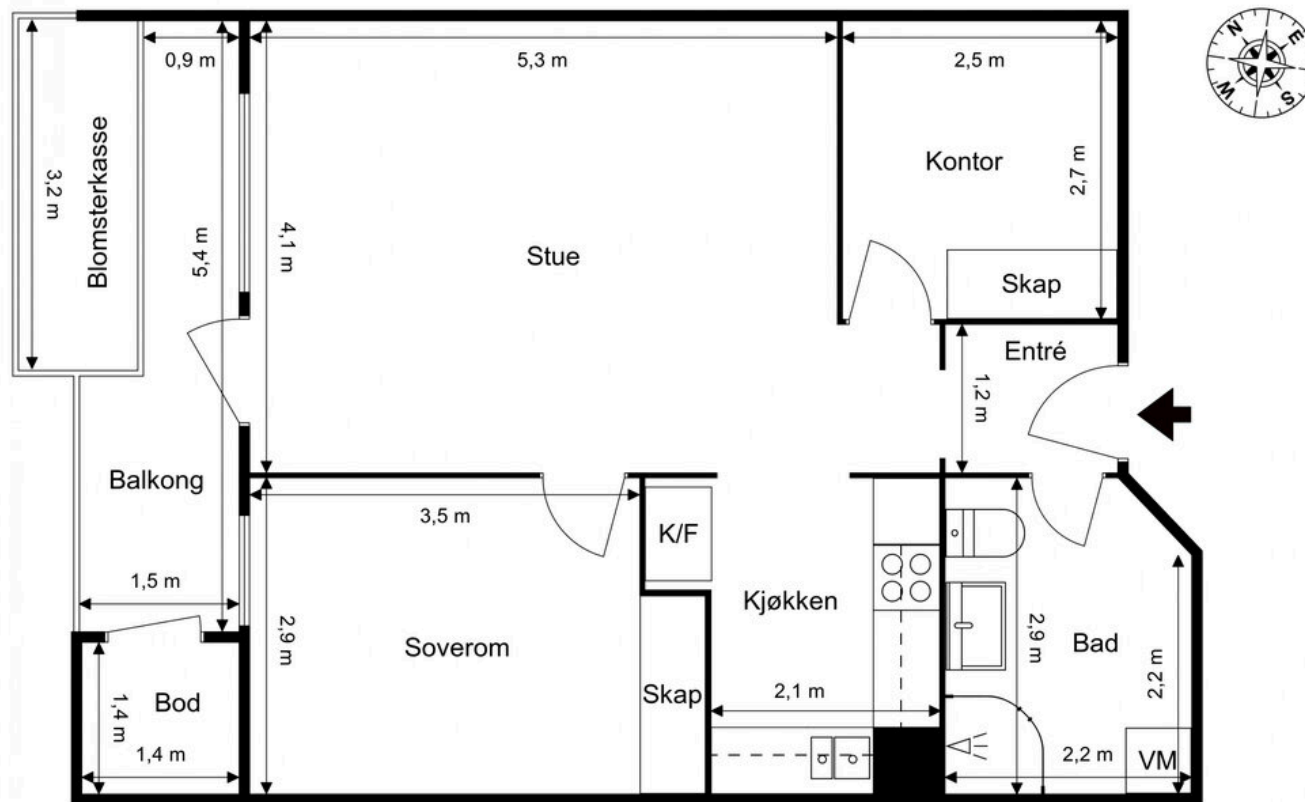 0,9 m
5,3 m
2,5 m
N
E
S
W
Blomsterkasse
3,2 m
5,4 m
4,1 m
Stue
Kontor
2,7 m
Skap
Entré
1,2 m
Balkong
3,5 m
K/F
1,5 m
2,9 m
Soverom
Skap
Kjøkken
2,1 m
2,9 m
Bad
2,2 m
Bod
1,4 m
1,4 m
2,2 m
VM